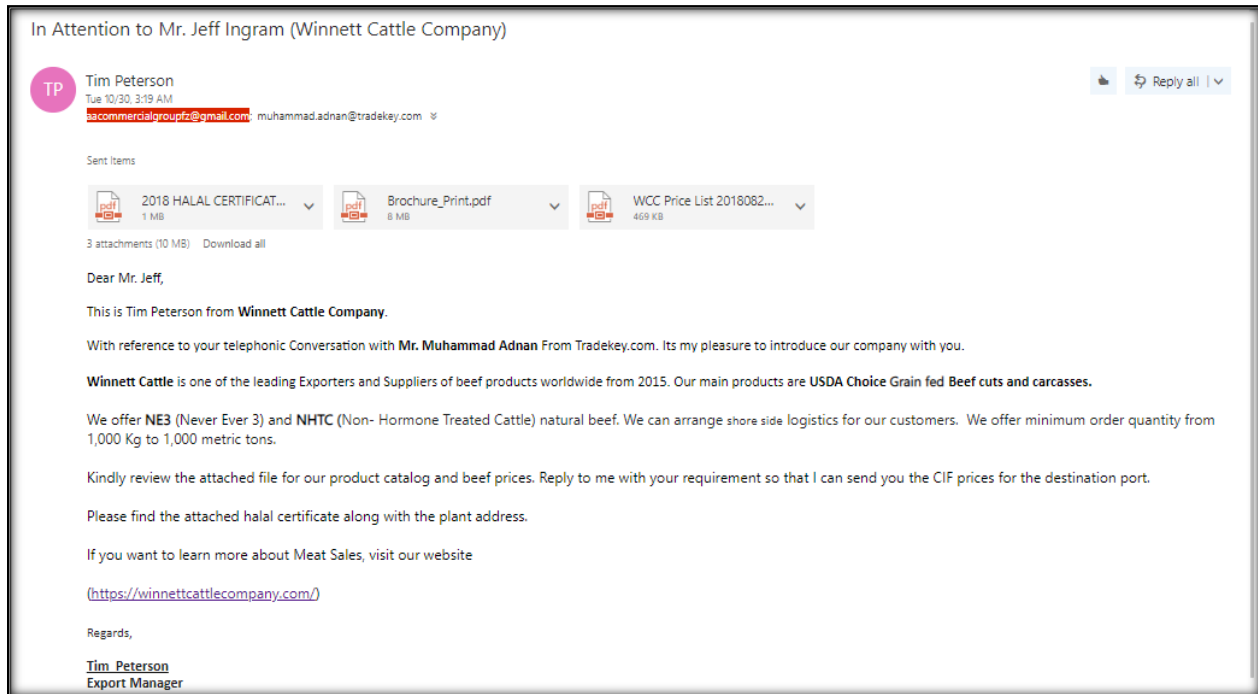 In Attention to Mr. Jeff Ingram (Winnett Cattle Company)
TP
Tim Peterson
Reply all
Tue 10/30, 3:19 AM
aacommercialgroupfz@gmail.com; muhammad.adnan@tradekey.com
Sent Items
2018 HALAL CERTIFICAT...
1 MB
Brochure_Print.pdf
8 MB
WCC Price List 2018082...
469 KB
3 attachments (10 MB) Download all
Dear Mr. Jeff,
This is Tim Peterson from Winnett Cattle Company.
With reference to your telephonic Conversation with Mr. Muhammad Adnan From Tradekey.com. Its my pleasure to introduce our company with you.
Winnett Cattle is one of the leading Exporters and Suppliers of beef products worldwide from 2015. Our main products are USDA Choice Grain fed Beef cuts and carcasses.
We offer NE3 (Never Ever 3) and NHTC (Non- Hormone Treated Cattle) natural beef. We can arrange shore side logistics for our customers. We offer minimum order quantity from
1,000 Kg to 1,000 metric tons.
Kindly review the attached file for our product catalog and beef prices. Reply to me with your requirement so that I can send you the CIF prices for the destination port.
Please find the attached halal certificate along with the plant address.
If you want to learn more about Meat Sales, visit our website
(https://winnettcattlecompany.com/)
Regards,
Tim Peterson
Export Manager